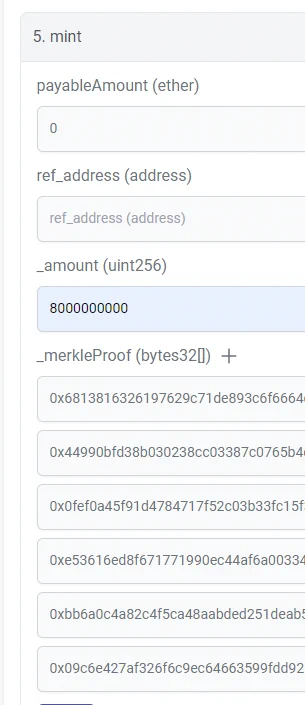 5. mint
payableAmount (ether)
0
ref_address (address)
ref_address (address)
_amount (uint256)
8000000000
_merkleProof (bytes32[]) +
0x6813816326197629c71de893c6f6664
0x44990bfd38b030238cc03387c0765b4
0x0fef0a45f91d4784717f52c03b33fc15f
0xe53616ed8f671771990ec44af6a00334
0xbb6a0c4a82c4f5ca48aabded251deab5
0x09c6e427af326f6c9ec64663599fdd92